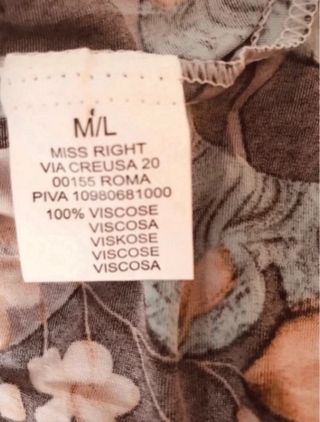 M/L
MISS RIGHT
VIA CREUSA 20
00155 ROMA
PIVA 10980681000
100% VISCOSE
VISCOSA
VISKOSE
VISCOSE
VISCOSA